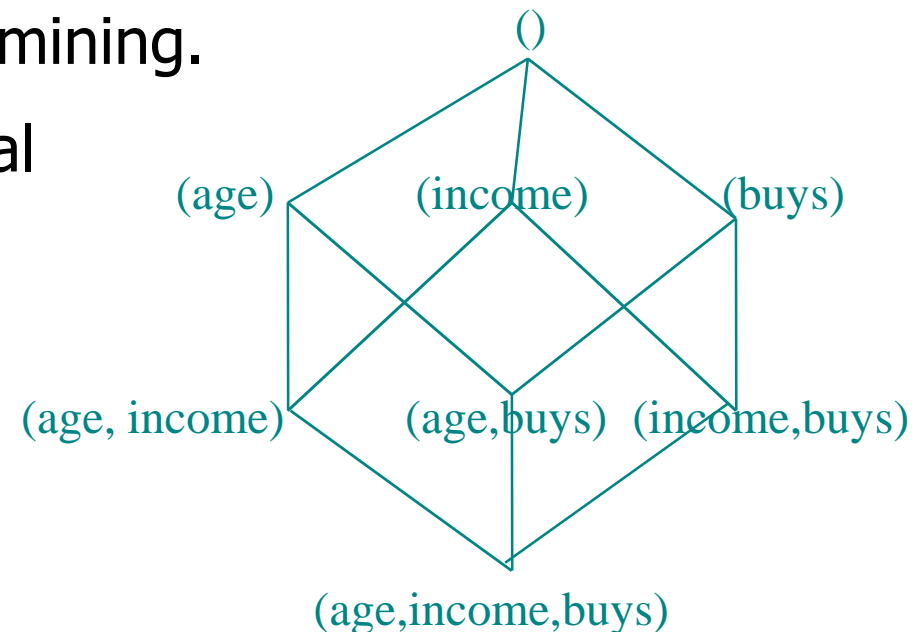 mining.
()
al
(age) (income) (buys)
(age, income) (age,buys) (income,buys)
(age,income,buys)